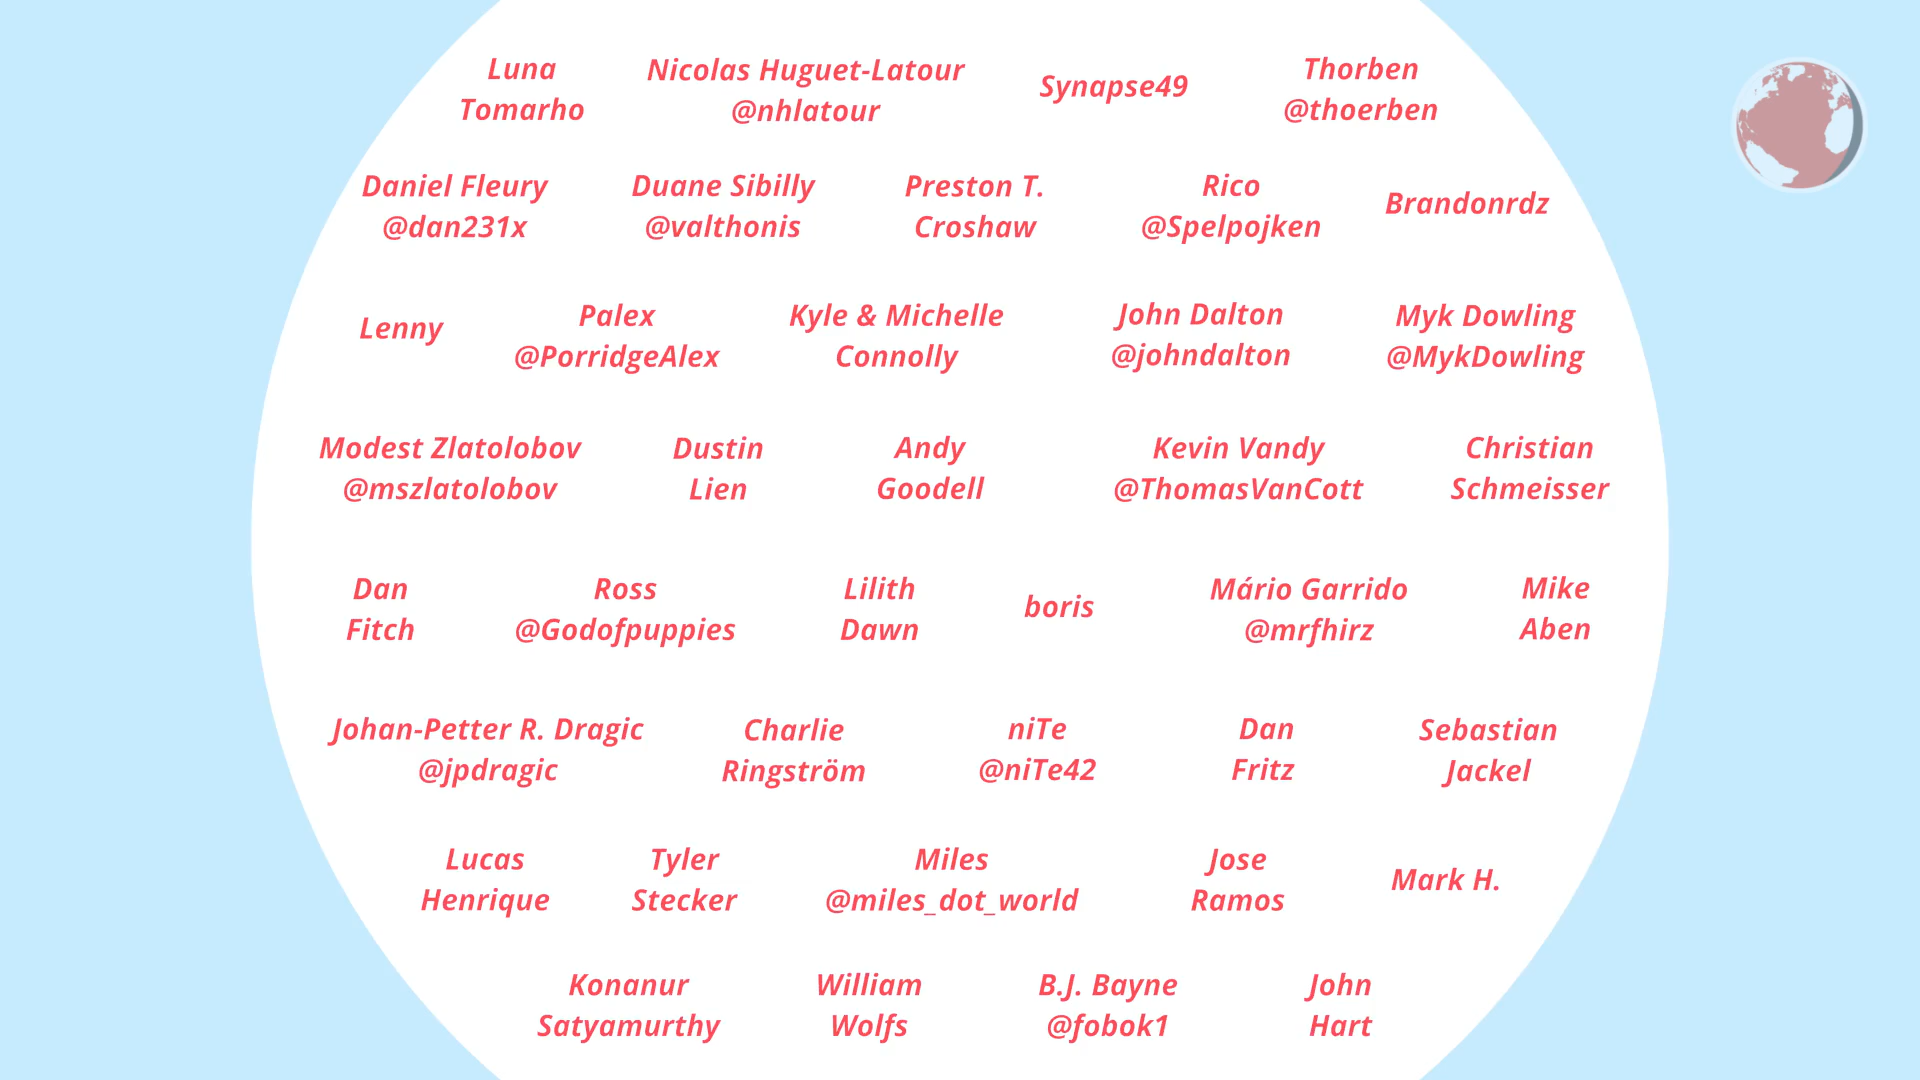 Luna
Tomarho
Nicolas Huguet-Latour
@nhlatour
Synapse49
Thorben
@thoerben
Daniel Fleury
@dan231x
Duane Sibilly
@valthonis
Preston T.
Croshaw
Rico
@Spelpojken
Brandonrdz
Lenny
Palex
@PorridgeAlex
Kyle & Michelle
Connolly
John Dalton
@johndalton
Myk Dowling
@MykDowling
Modest Zlatolobov
@mszlatolobov
Dustin
Lien
Andy
Goodell
Kevin Vandy
@ThomasVanCott
Christian
Schmeisser
Dan
Fitch
Ross
@Godofpuppies
Lilith
Dawn
boris
Mário Garrido
@mrfhirz
Mike
Aben
Johan-Petter R. Dragic
@jpdragic
Charlie
Ringström
niTe
@niTe42
Dan
Fritz
Sebastian
Jackel
Lucas
Henrique
Tyler
Stecker
Miles
@miles_dot_world
Jose
Ramos
Mark H.
Konanur
Satyamurthy
William
Wolfs
B.J. Bayne
@fobok1
John
Hart